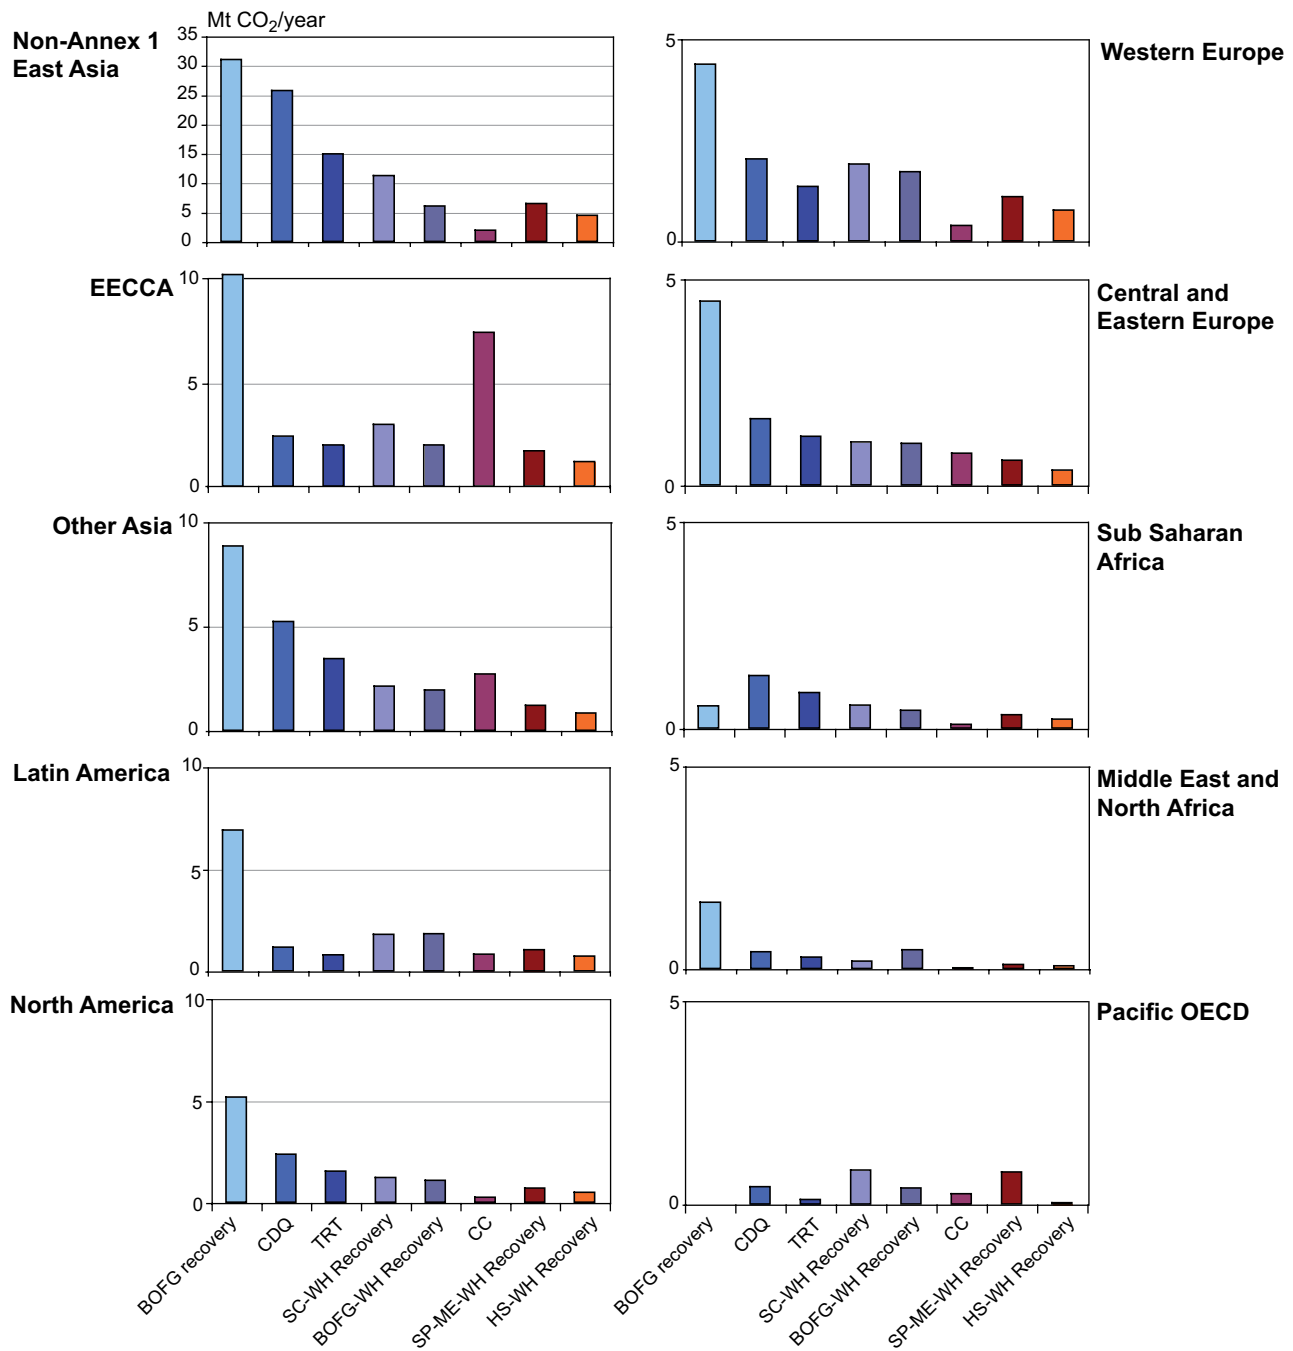 Mt CO₂/year
Non-Annex 1
East Asia
35
30
25
20
15
10
5
0
5
0
Western Europe
EECCA
10
5
0
5
0
Central and
Eastern Europe
Other Asia
10
5
0
5
0
Sub Saharan
Africa
Latin America
10
5
0
5
0
Middle East and
North Africa
North America
10
5
0
5
0
Pacific OECD
BOFG recovery
CDQ
TRT
SC-WH Recovery
BOFG-WH Recovery
CC
SP-ME-WH Recovery
HS-WH Recovery
BOFG recovery
CDQ
TRT
SC-WH Recovery
BOFG-WH Recovery
CC
SP-ME-WH Recovery
HS-WH Recovery